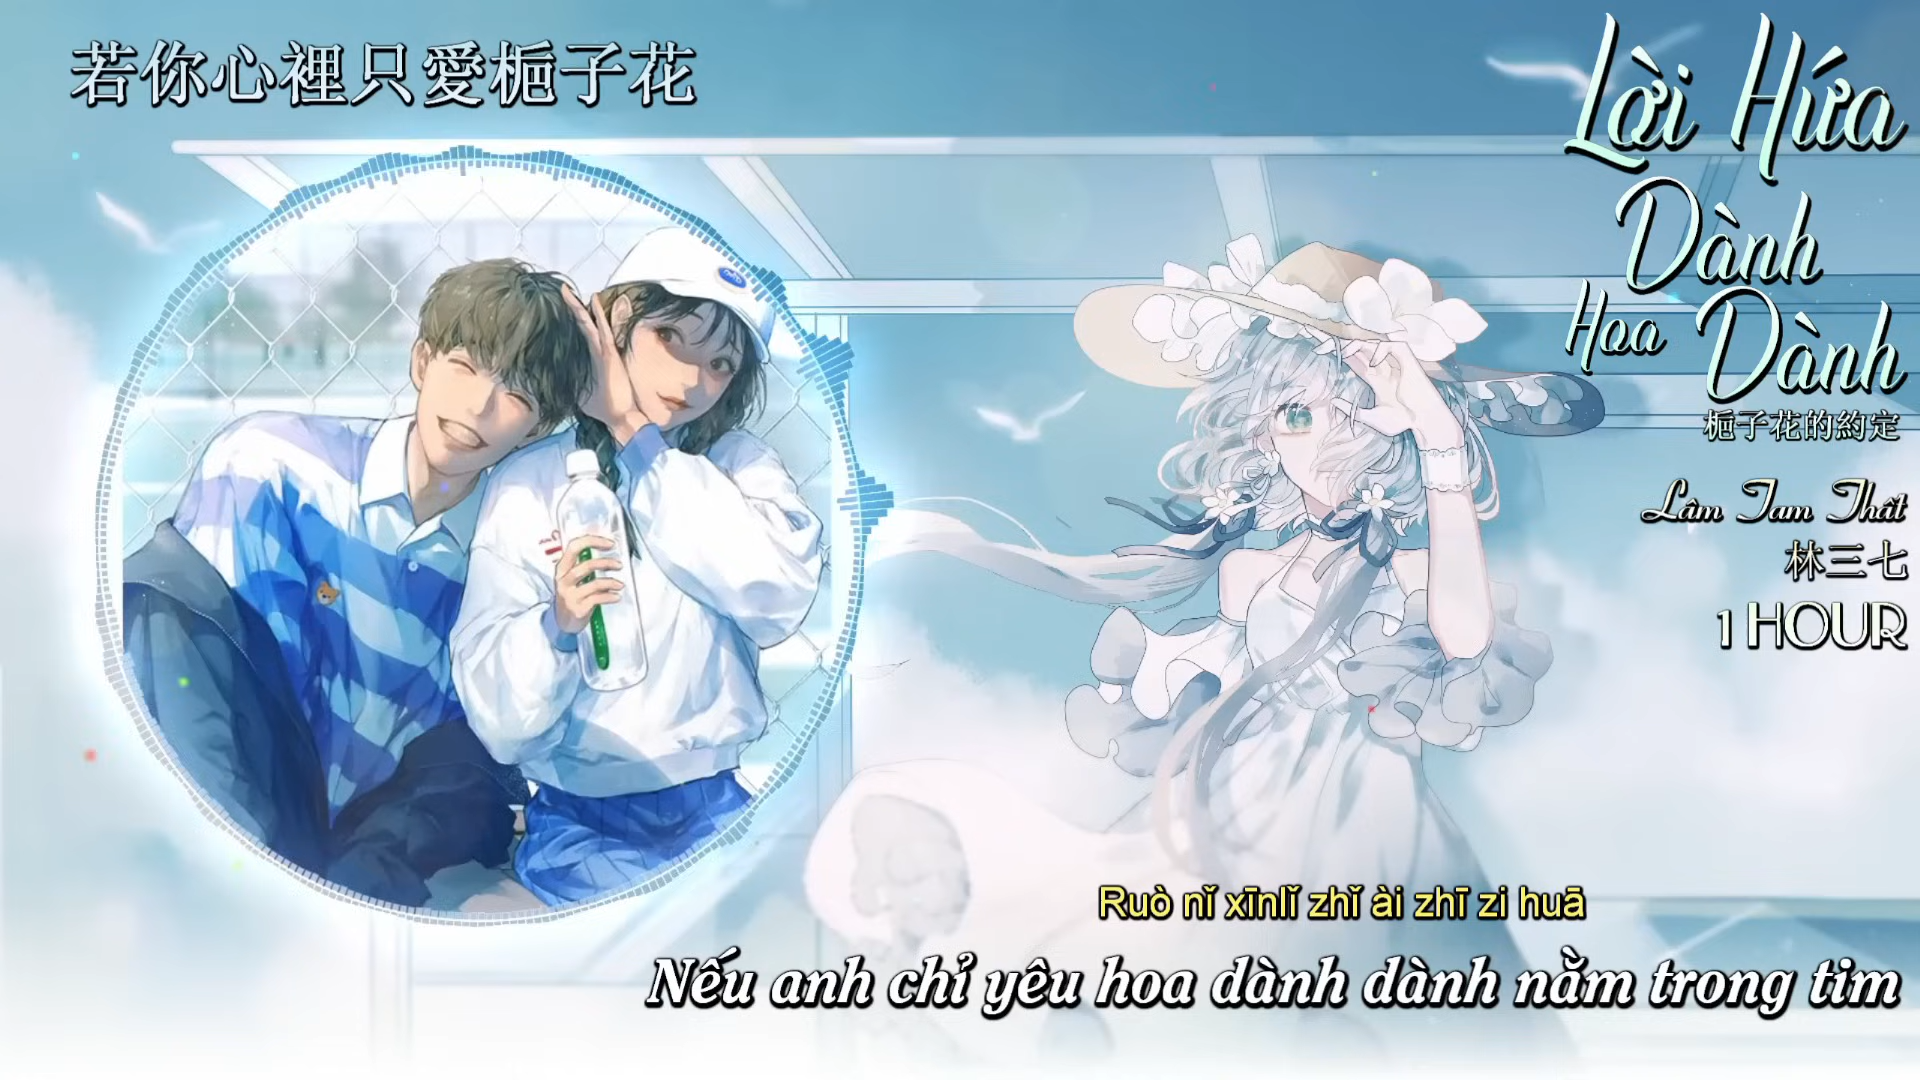 若你心裡只愛梔子花
Lời Hứa
Dành
Hoa Dành
梔子花的約定
Lâm Tam Thất
林三七
1 HOUR
Ruò nǐ xīnlǐ zhǐ ài zhī zi huā
Nếu anh chỉ yêu hoa dành dành nằm trong tim